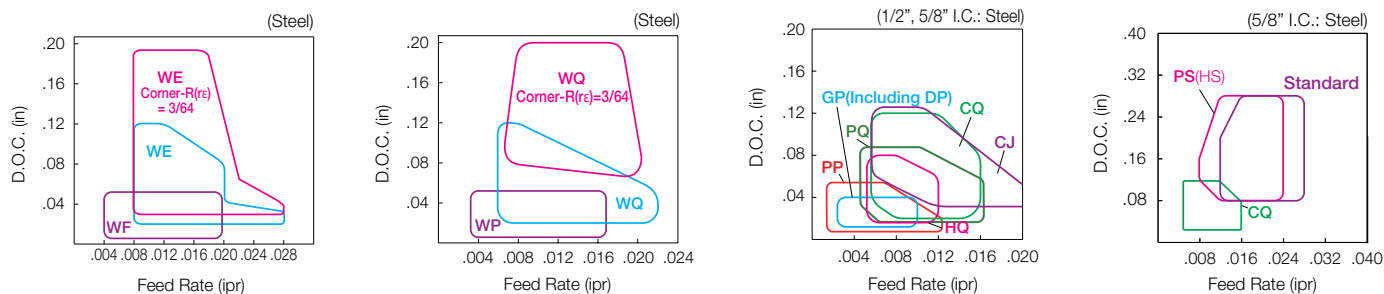 (Steel)
D.O.C. (in)
.20
.16
.12
.08
.04
WE
Corner-R(rε)
= 3/64
WE
WF
.004 .008 .012 .016 .020 .024 .028
Feed Rate (ipr)
(Steel)
D.O.C. (in)
.20
.16
.12
.08
.04
WQ
Corner-R(rε)=3/64
WQ
WP
.004 .008 .012 .016 .020 .024
Feed Rate (ipr)
(1/2”, 5/8” I.C.: Steel)
D.O.C. (in)
.20
.16
.12
.08
.04
GP(Including DP)
CQ
PQ
CJ
PP
HQ
.004 .008 .012 .016 .020
Feed Rate (ipr)
(5/8” I.C.: Steel)
D.O.C. (in)
.40
.32
.24
.16
.08
PS(HS)
Standard
CQ
.008 .016 .024 .032 .040
Feed Rate (ipr)